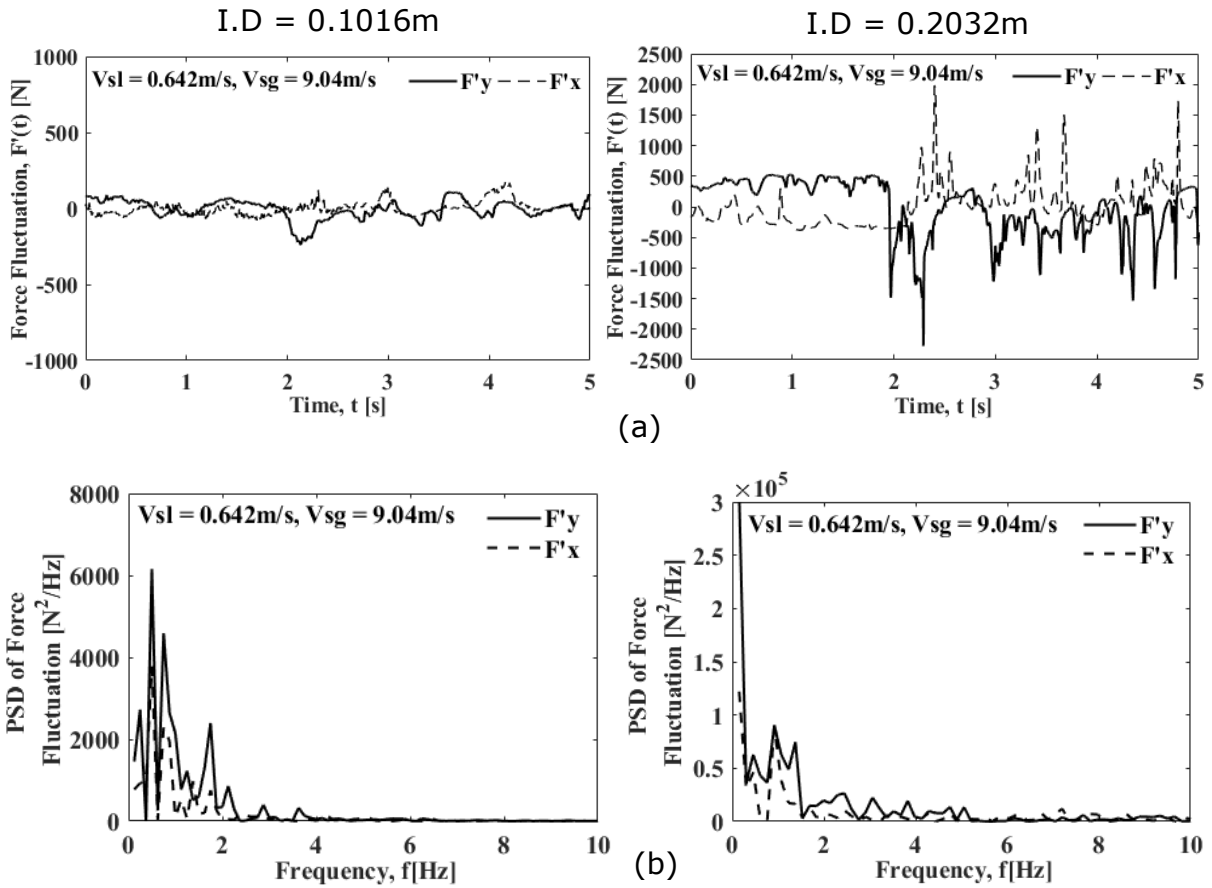 I.D = 0.1016m
I.D = 0.2032m
Vsl = 0.642m/s, Vsg = 9.04m/s
F'y
F'x
1000
500
0
-500
-1000
Force Fluctuation, F'(t) [N]
0 1 2 3 4 5
Time, t [s]
Vsl = 0.642m/s, Vsg = 9.04m/s
F'y
F'x
2500
2000
1500
1000
500
0
-500
-1000
-1500
-2000
-2500
Force Fluctuation, F'(t) [N]
0 1 2 3 4 5
Time, t [s]
(a)
Vsl = 0.642m/s, Vsg = 9.04m/s
F'y
F'x
8000
6000
4000
2000
0
PSD of Force
Fluctuation [N²/Hz]
0 2 4 6 8 10
Frequency, f[Hz]
×10⁵
Vsl = 0.642m/s, Vsg = 9.04m/s
F'y
F'x
3
2.5
2
1.5
1
0.5
0
PSD of Force
Fluctuation [N²/Hz]
0 2 4 6 8 10
Frequency, f[Hz]
(b)